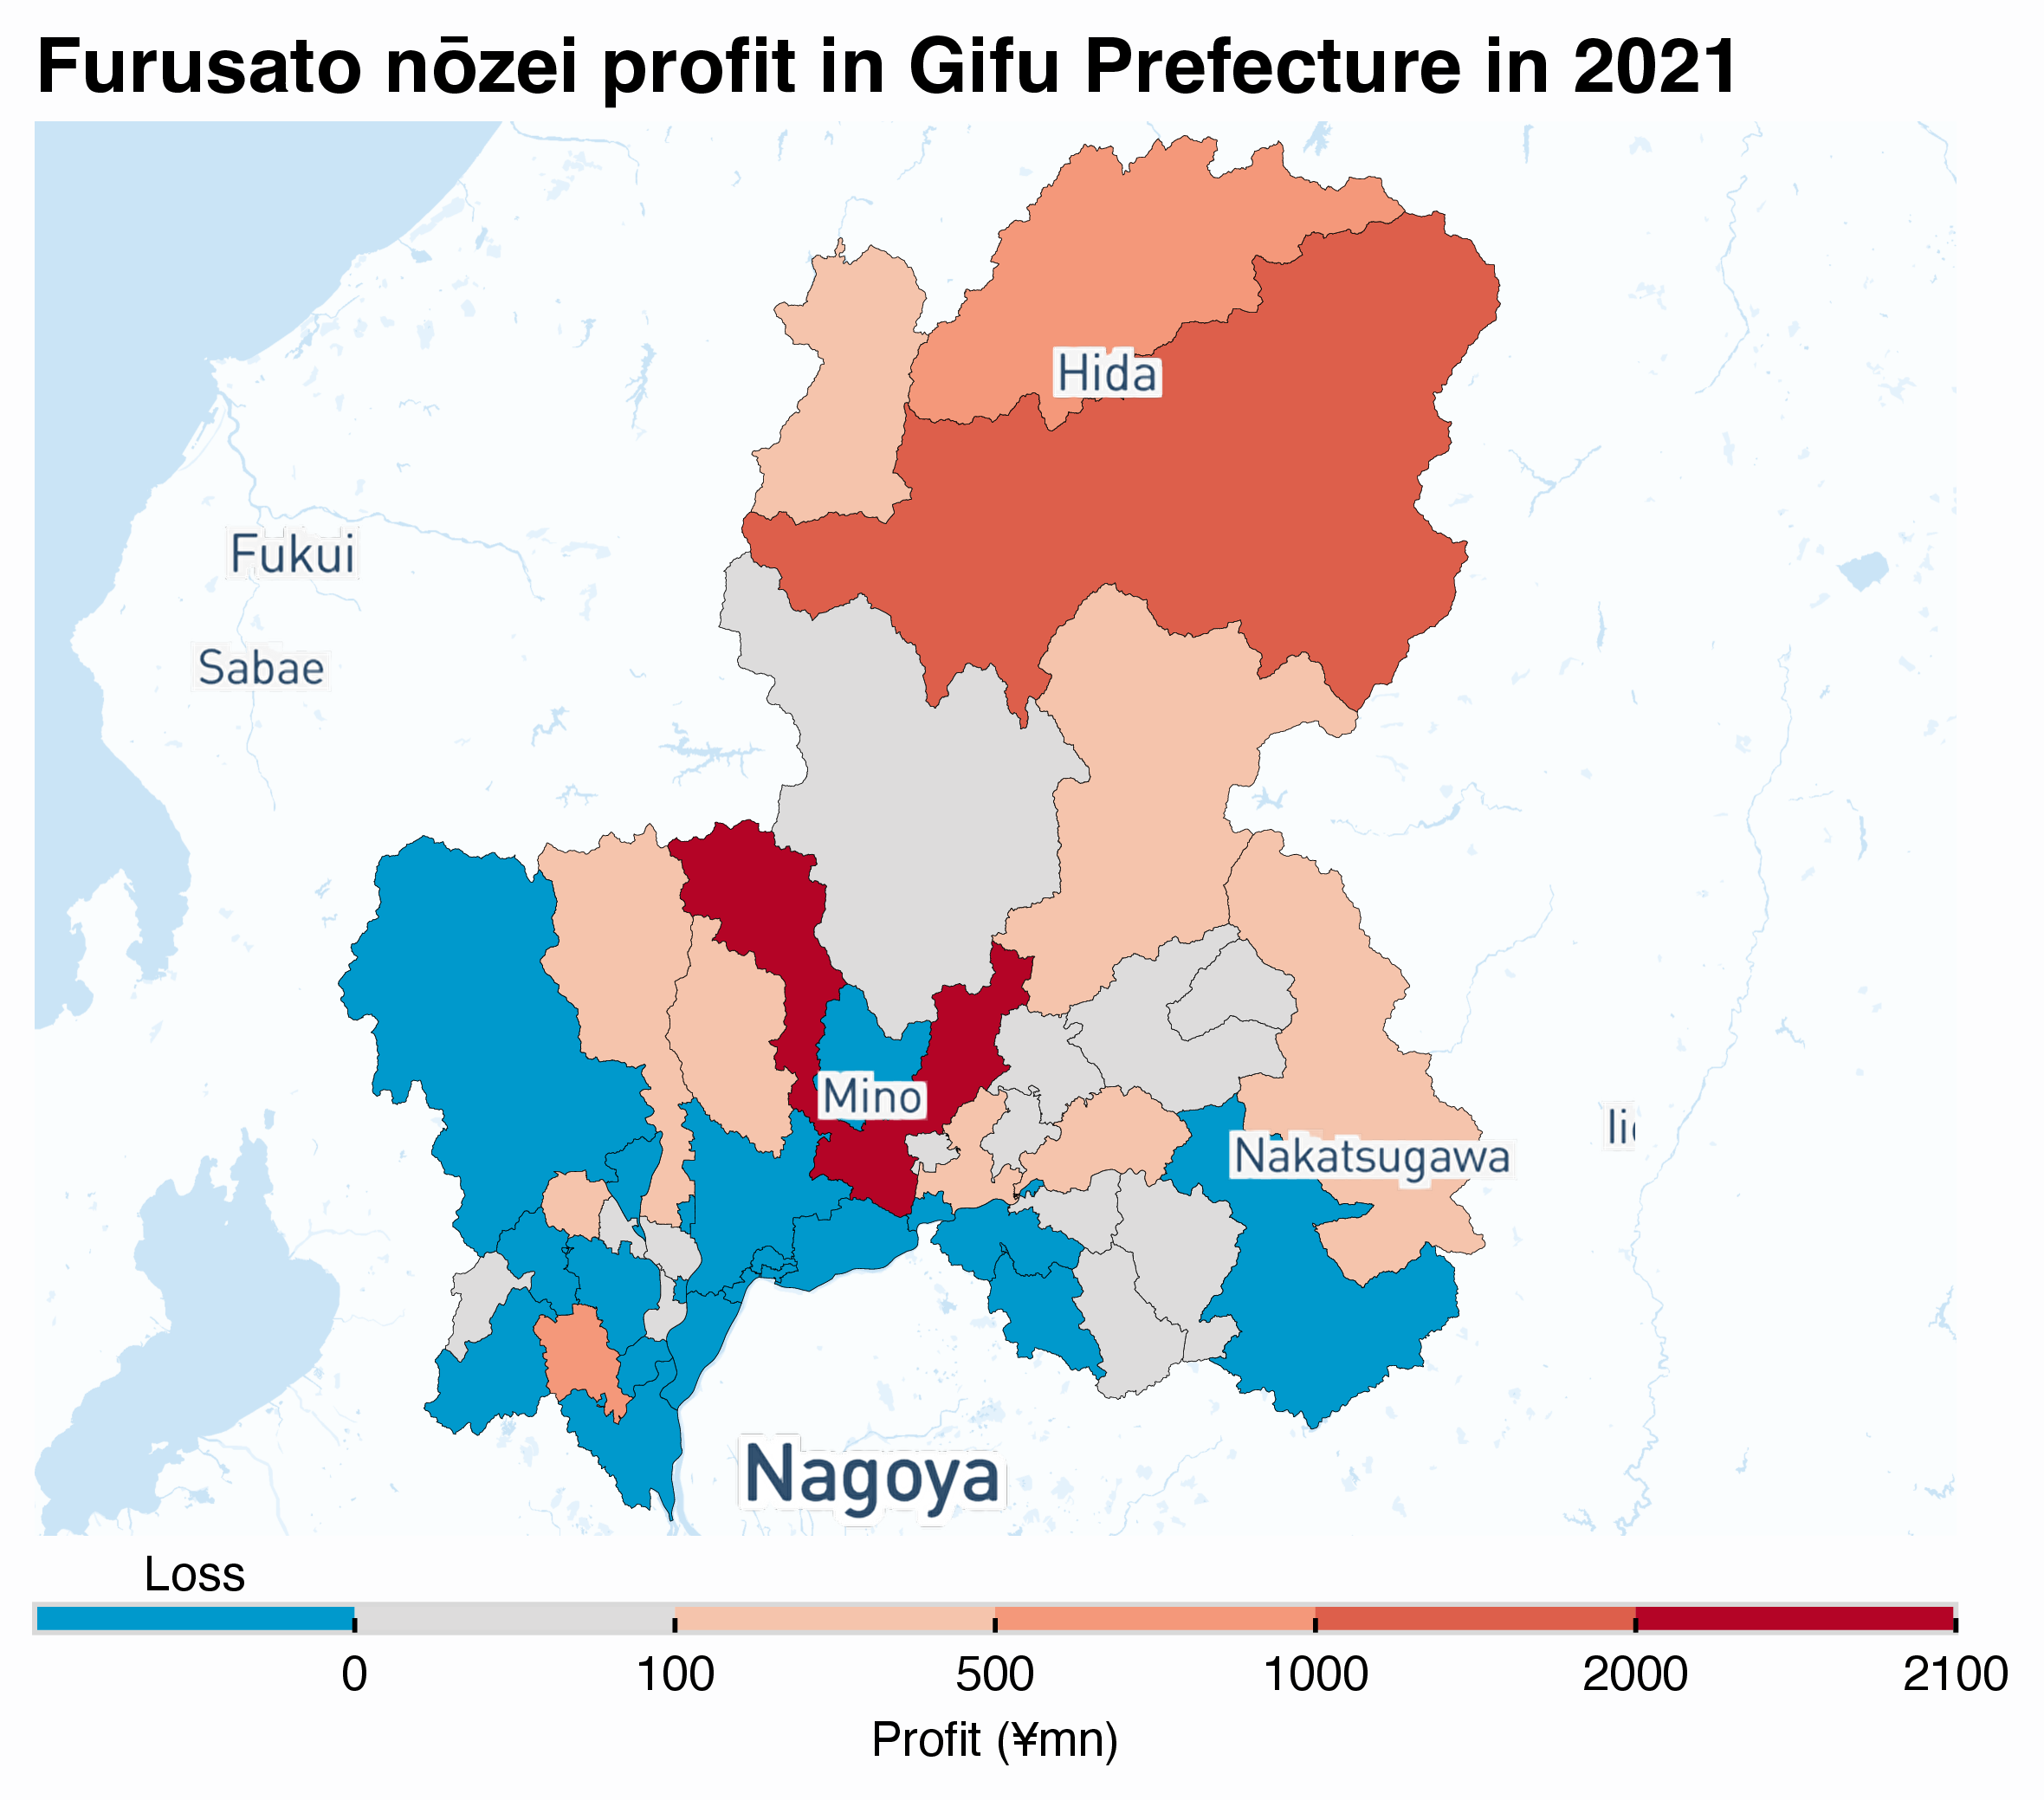 Furusato nōzei profit in Gifu Prefecture in 2021
Hida
Fukui
Sabae
Mino
Nakatsugawa
Nagoya
Loss
0 100 500 1000 2000 2100
Profit (¥mn)